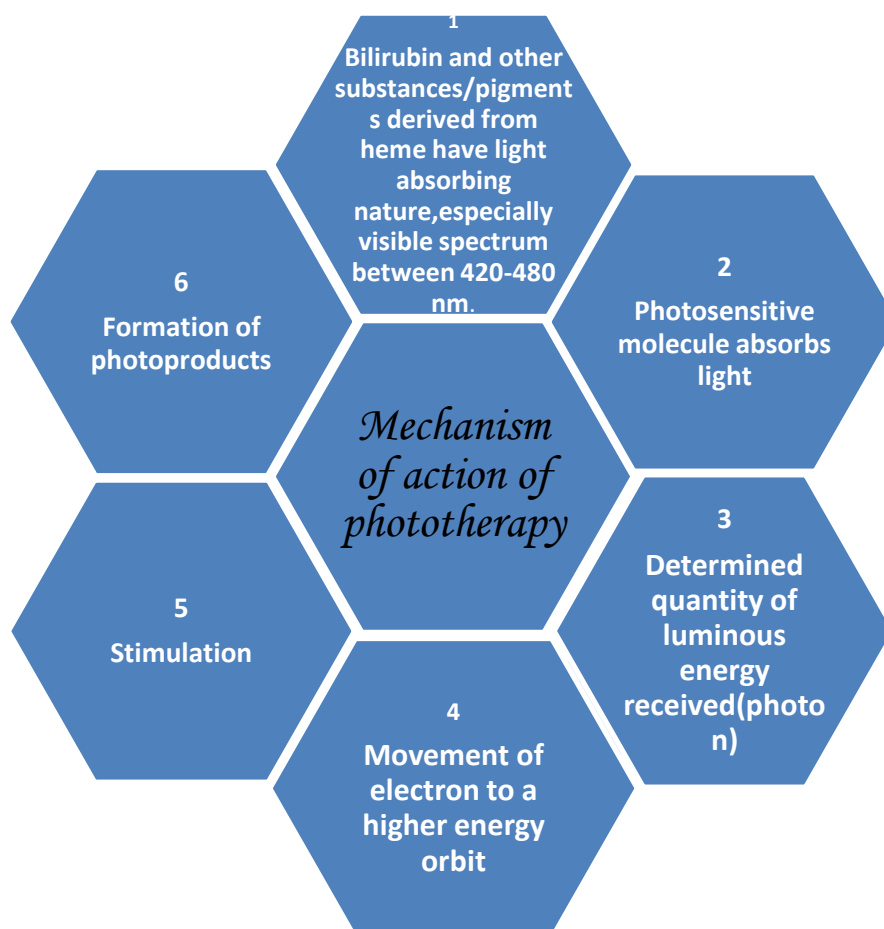 1
Bilirubin and other
substances/pigment
s derived from
heme have light
absorbing
nature,especially
visible spectrum
between 420-480
nm.
2
Photosensitive
molecule absorbs
light
3
Determined
quantity of
luminous
energy
received(photo
n)
4
Movement of
electron to a
higher energy
orbit
5
Stimulation
6
Formation of
photoproducts
Mechanism
of action of
phototherapy